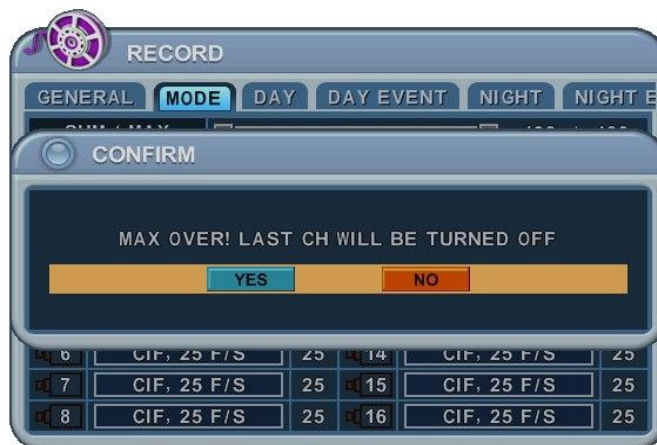 RECORD
GENERAL MODE DAY DAY EVENT NIGHT NIGHT E
CONFIRM
MAX OVER! LAST CH WILL BE TURNED OFF
YES NO
6 CIF, 25 F/S 25 14 CIF, 25 F/S 25
7 CIF, 25 F/S 25 15 CIF, 25 F/S 25
8 CIF, 25 F/S 25 16 CIF, 25 F/S 25